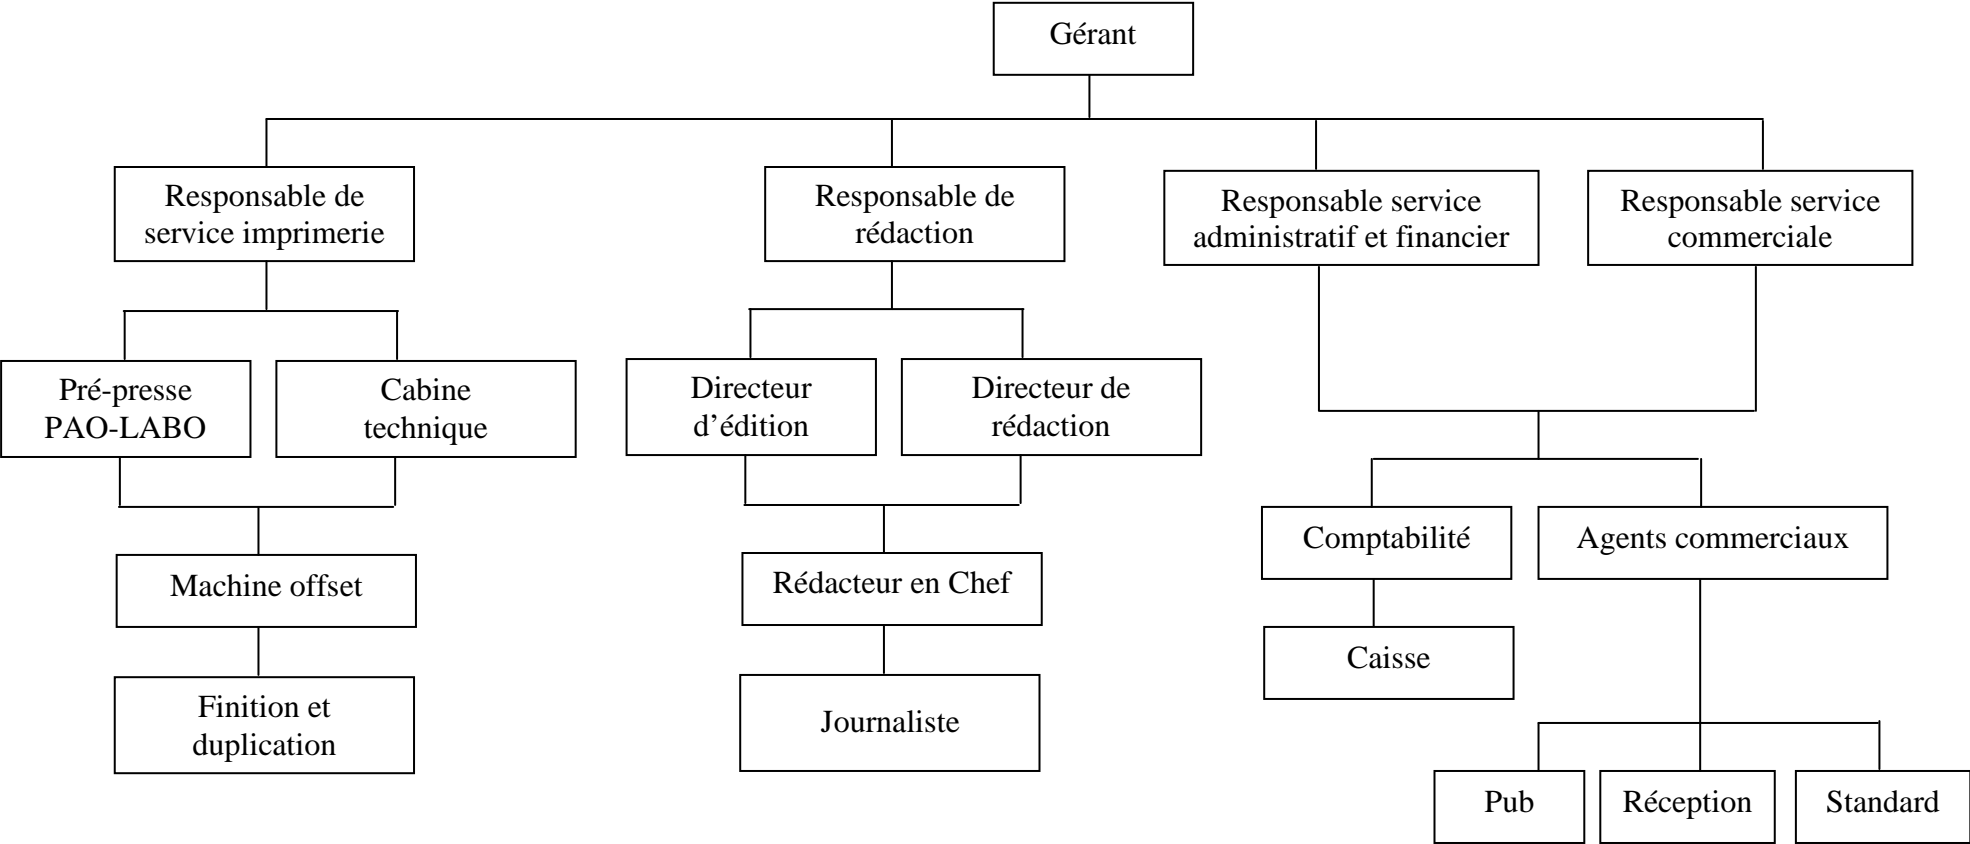 Gérant
Responsable de
service imprimerie
Responsable de
rédaction
Responsable service
administratif et financier
Responsable service
commerciale
Pré-presse
PAO-LABO
Cabine
technique
Directeur
d’édition
Directeur de
rédaction
Comptabilité
Agents commerciaux
Machine offset
Rédacteur en Chef
Caisse
Finition et
duplication
Journaliste
Pub
Réception
Standard